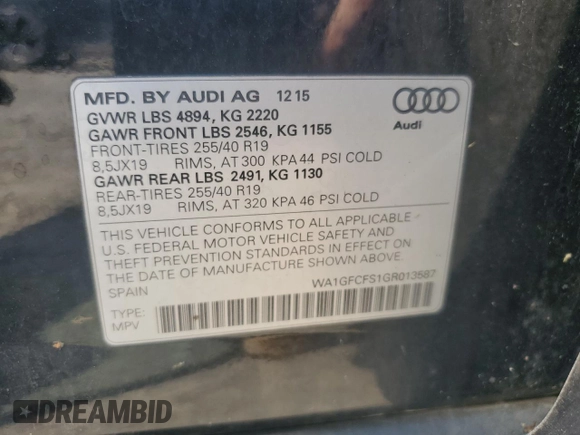 MFD. BY AUDI AG 12 15
GVWR LBS 4894, KG 2220
GAWR FRONT LBS 2546, KG 1155
FRONT-TIRES 255/40 R19
8,5JX19 RIMS, AT 300 KPA 44 PSI COLD
GAWR REAR LBS 2491, KG 1130
REAR-TIRES 255/40 R19
8,5JX19 RIMS, AT 320 KPA 46 PSI COLD
Audi
THIS VEHICLE CONFORMS TO ALL APPLICABLE
U.S. FEDERAL MOTOR VEHICLE SAFETY AND
THEFT PREVENTION STANDARDS IN EFFECT ON
THE DATE OF MANUFACTURE SHOWN ABOVE.
SPAIN WA1GFCFS1GR013587
TYPE:
MPV
DREAMBID